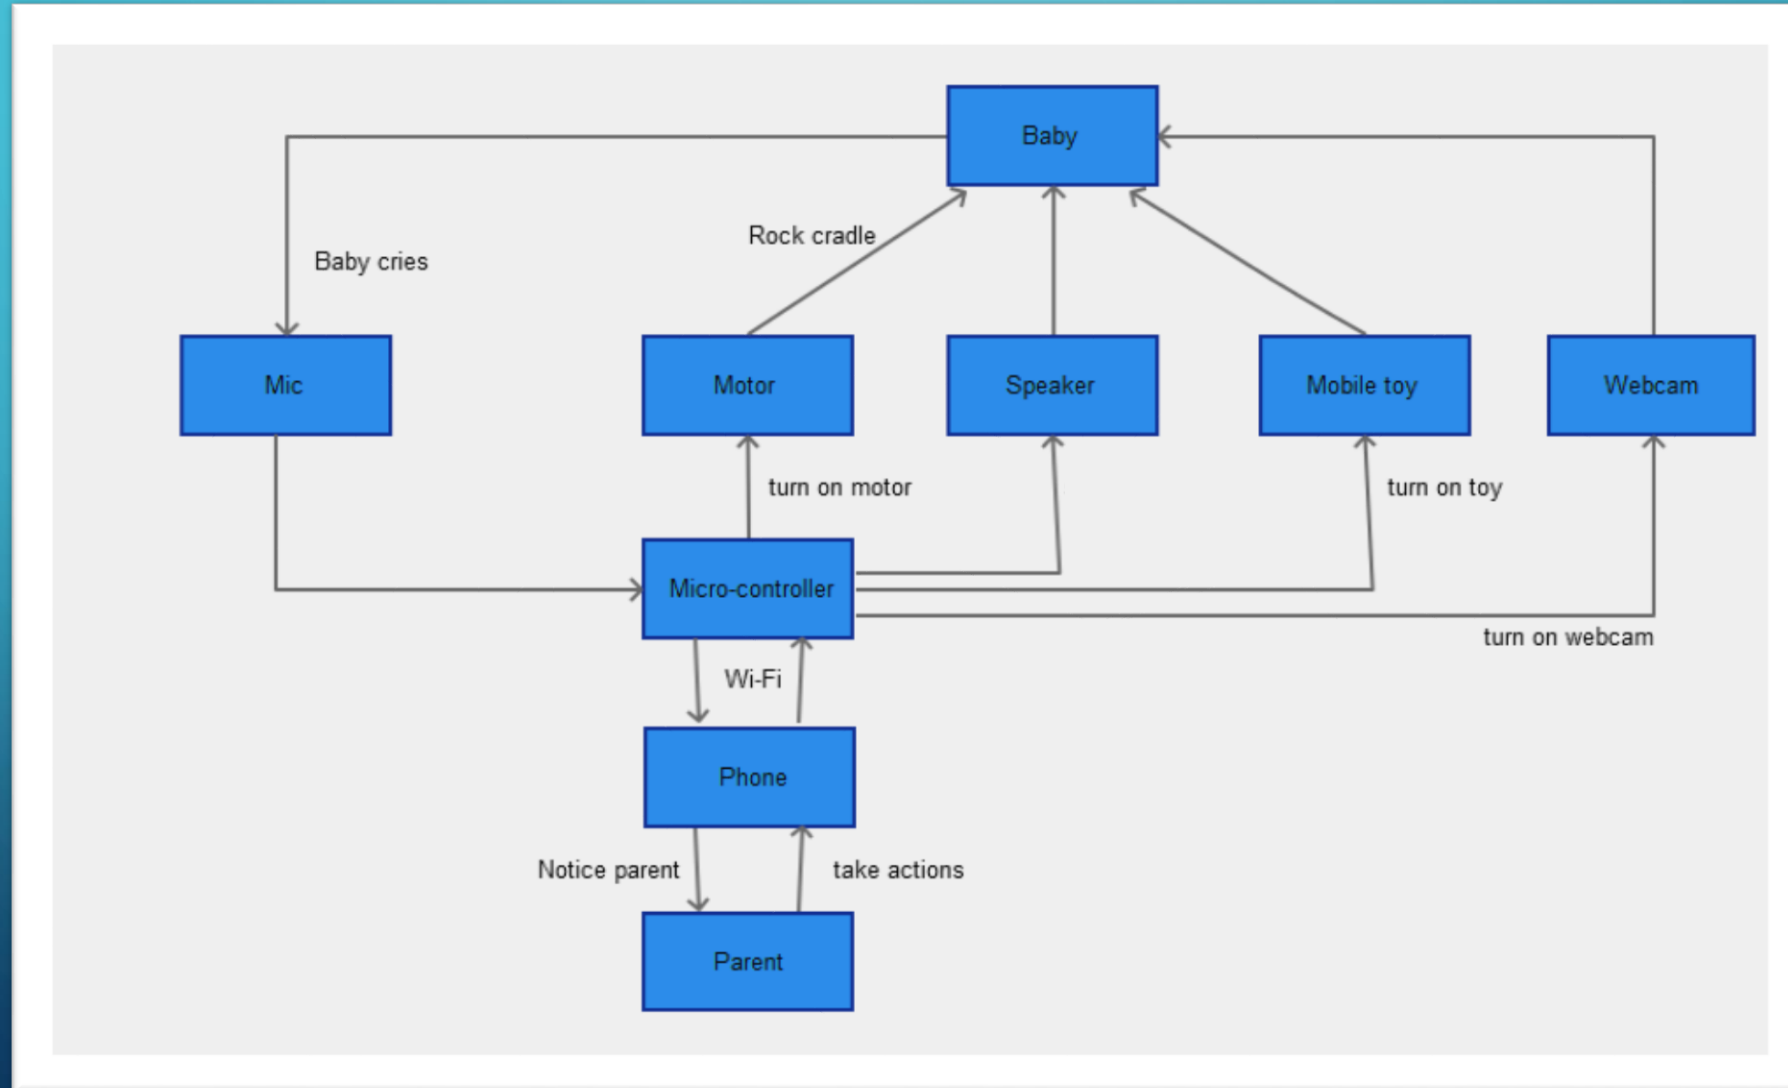 Baby
Rock cradle
Baby cries
Mic
Motor
Speaker
Mobile toy
Webcam
turn on motor
turn on toy
Micro-controller
turn on webcam
Wi-Fi
Phone
Notice parent
take actions
Parent